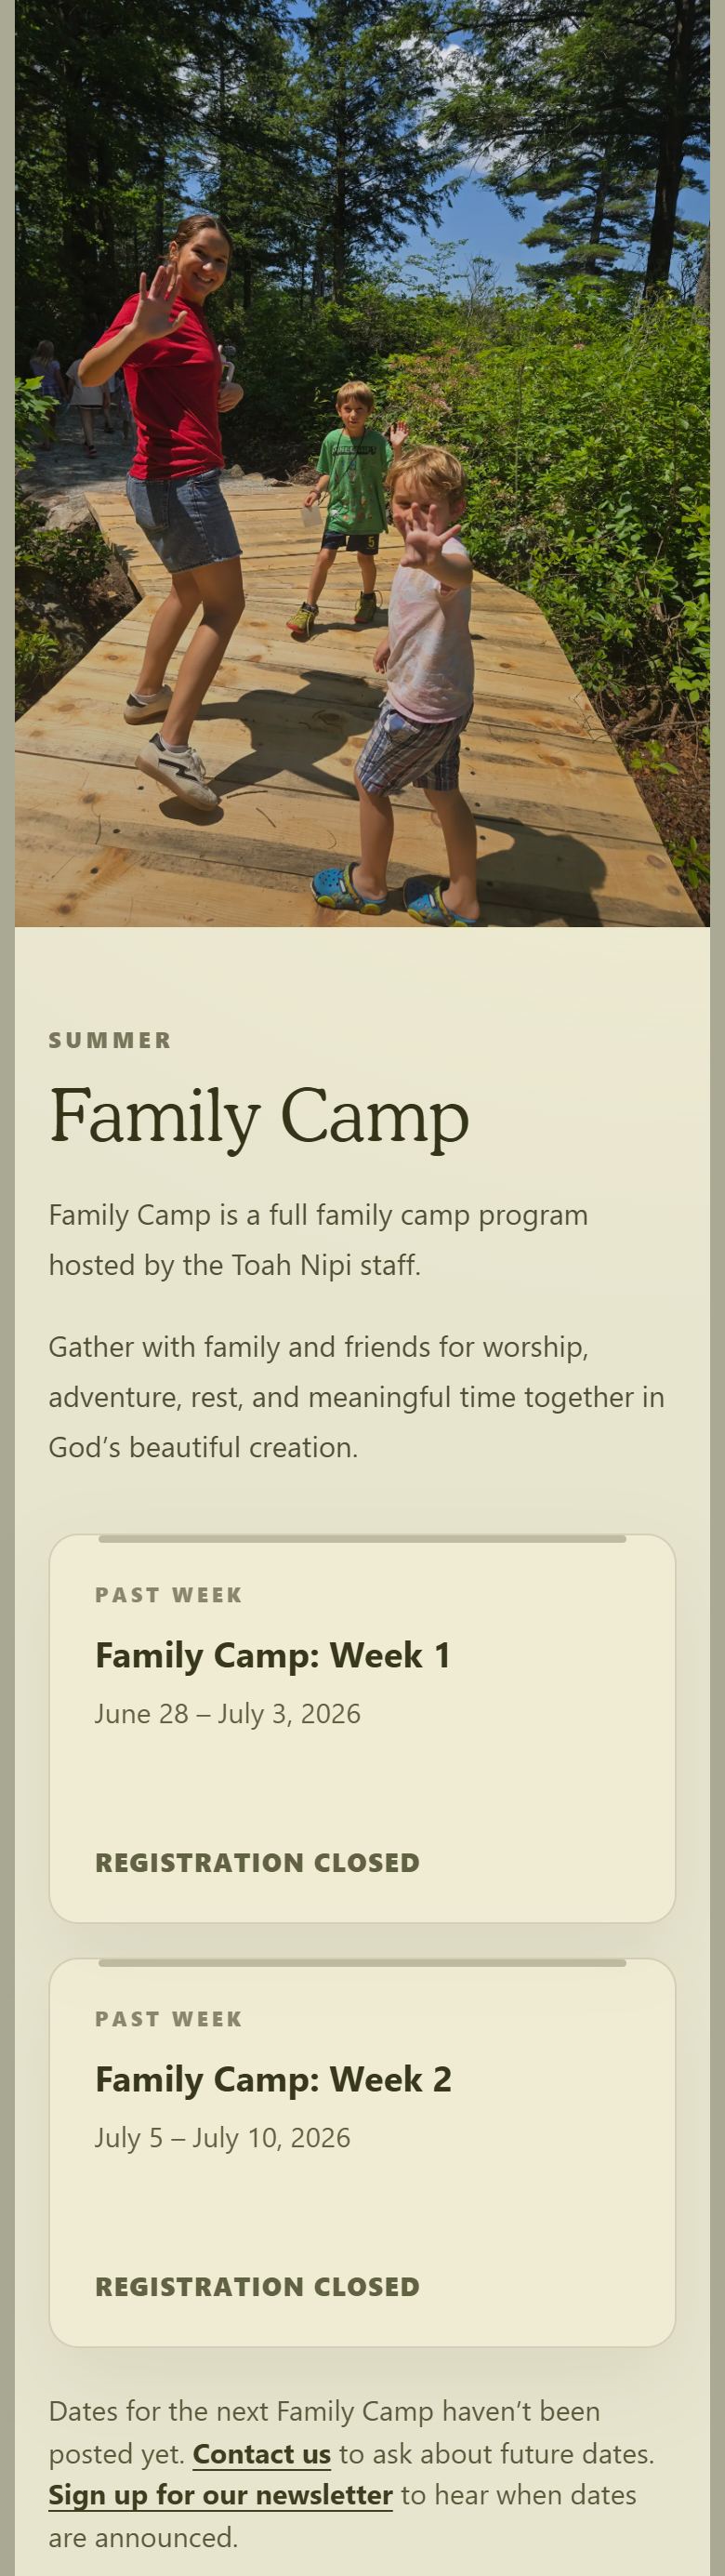 5
SUMMER
Family Camp
Family Camp is a full family camp program
hosted by the Toah Nipi staff.
Gather with family and friends for worship,
adventure, rest, and meaningful time together in
God’s beautiful creation.
PAST WEEK
Family Camp: Week 1
June 28 – July 3, 2026
REGISTRATION CLOSED
PAST WEEK
Family Camp: Week 2
July 5 – July 10, 2026
REGISTRATION CLOSED
Dates for the next Family Camp haven’t been
posted yet. Contact us to ask about future dates.
Sign up for our newsletter to hear when dates
are announced.